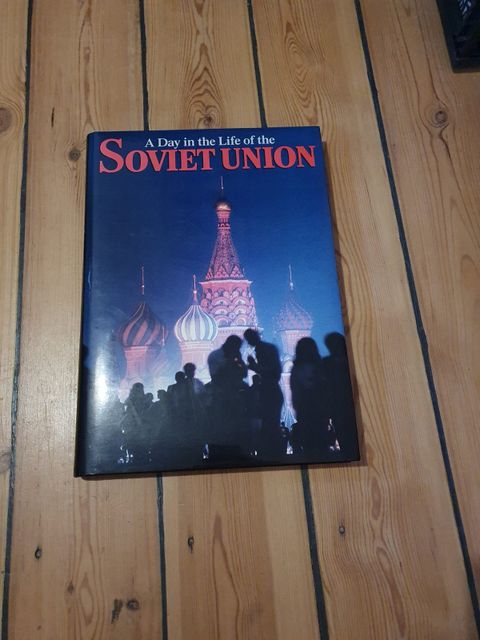 A Day in the Life of the
SOVIET UNION